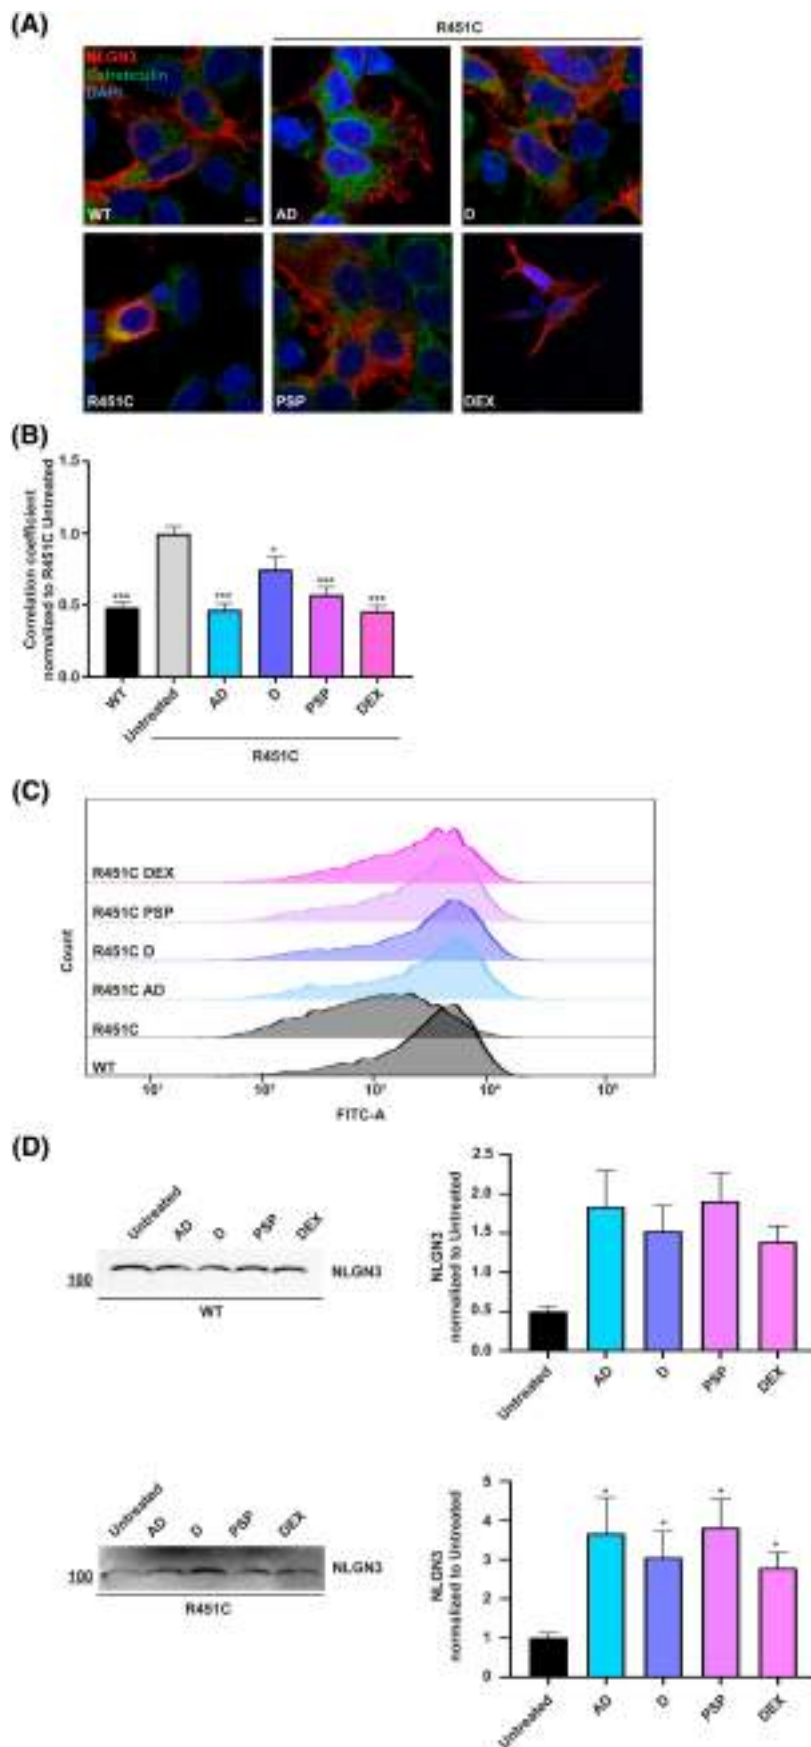 (A)
R451C
NLGN3
Calreticulin
DAPI
WT
AD
D
R451C
PSP
DEX
(B)
Correlation coefficient
normalized to R451C Untreated
1.5
1.0
0.5
0.0
***
***
*
***
***
WT
Untreated
AD
D
PSP
DEX
R451C
(C)
Count
R451C DEX
R451C PSP
R451C D
R451C AD
R451C
WT
FITC-A
(D)
Untreated
AD
D
PSP
DEX
100
NLGN3
WT
NLGN3
normalized to Untreated
2.5
2.0
1.5
1.0
0.5
0.0
Untreated
AD
D
PSP
DEX
Untreated
AD
D
PSP
DEX
100
NLGN3
R451C
NLGN3
normalized to Untreated
5
4
3
2
1
0
*
*
*
*
Untreated
AD
D
PSP
DEX